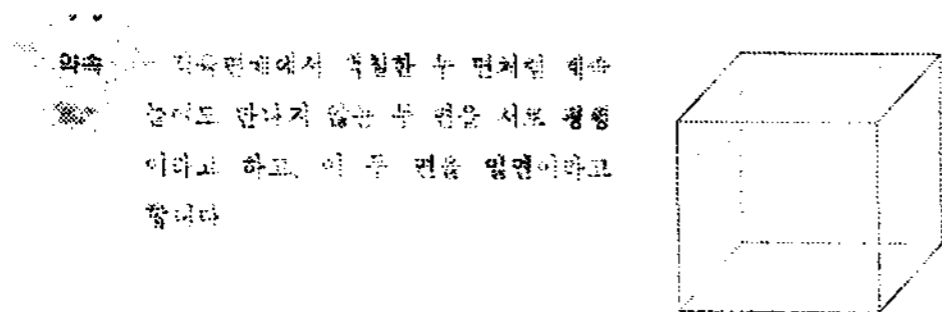 약속 직육면체에서 색칠한 두 면처럼 계속
늘여도 만나지 않는 두 면을 서로 평행
이라고 하고, 이 두 면을 밑면이라고
합니다